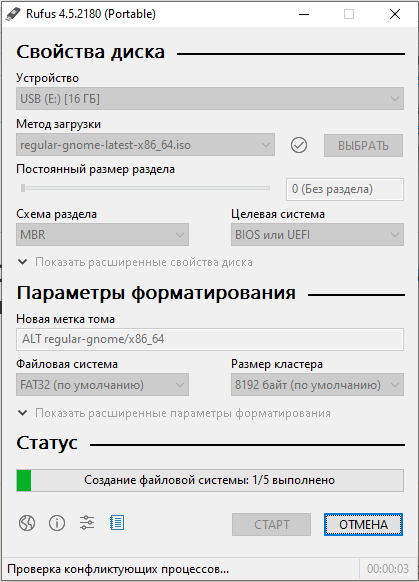 Rufus 4.5.2180 (Portable)
Свойства диска
Устройство
USB (E:) [16 ГБ]
Метод загрузки
regular-gnome-latest-x86_64.iso
ВЫБРАТЬ
Постоянный размер раздела
0 (Без раздела)
Схема раздела
Целевая система
MBR
BIOS или UEFI
Показать расширенные свойства диска
Параметры форматирования
Новая метка тома
ALT regular-gnome/x86_64
Файловая система
Размер кластера
FAT32 (по умолчанию)
8192 байт (по умолчанию)
Показать расширенные параметры форматирования
Статус
Создание файловой системы: 1/5 выполнено
СТАРТ
ОТМЕНА
Проверка конфликтующих процессов...
00:00:03